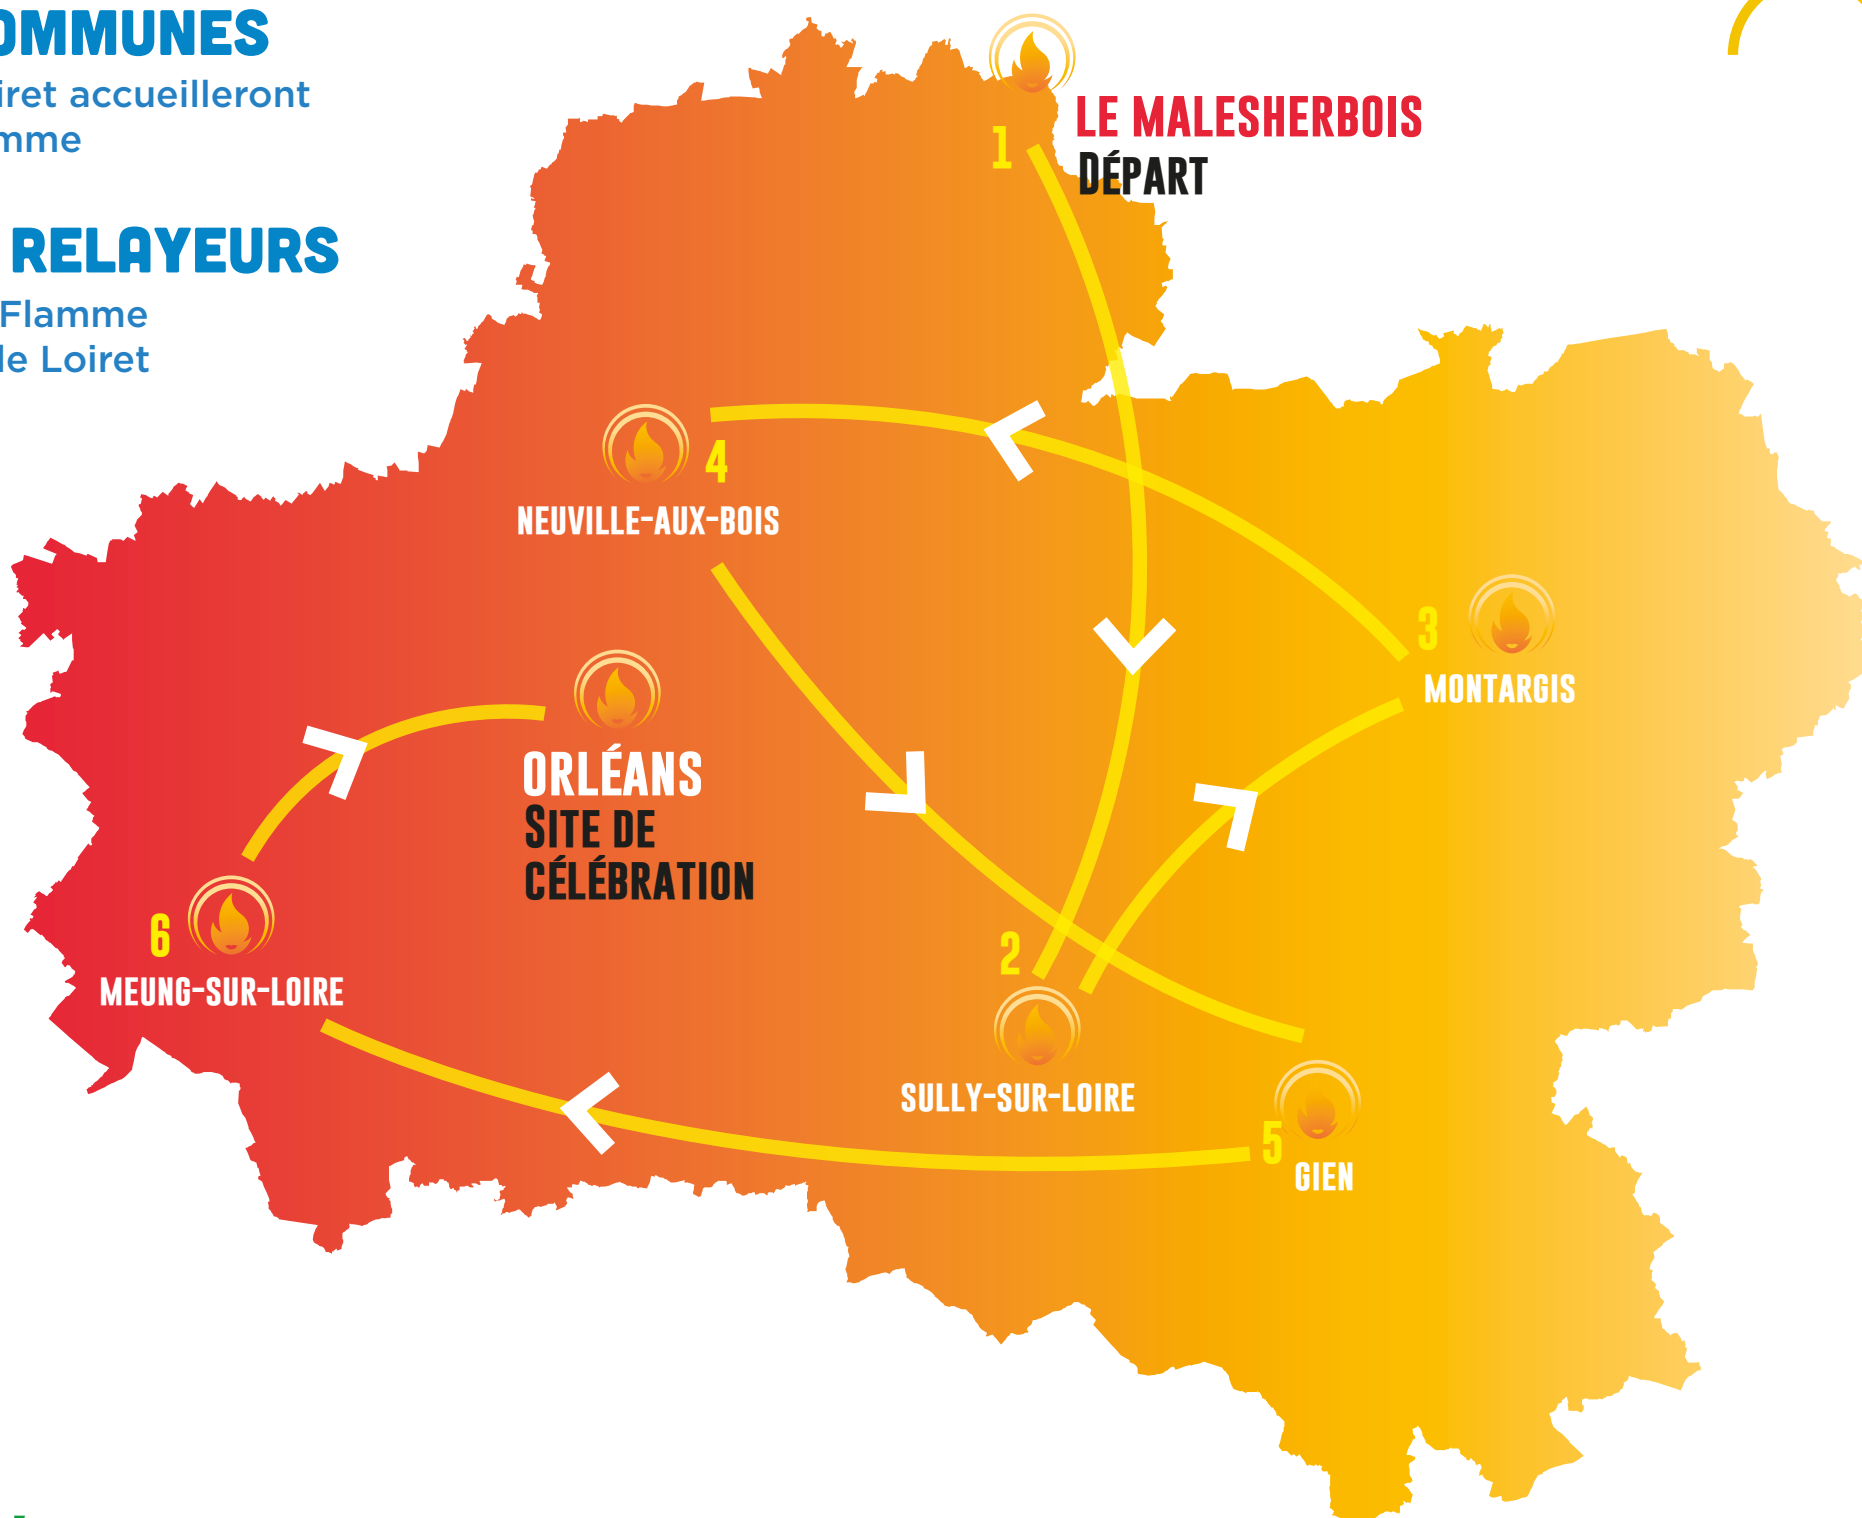 OMMUNES
iret accueilleront
mme
RELAYEURS
Flamme
le Loiret
1
LE MALESHERBOIS
DÉPART
4
NEUVILLE-AUX-BOIS
3
MONTARGIS
ORLÉANS
SITE DE
CÉLÉBRATION
6
MEUNG-SUR-LOIRE
2
SULLY-SUR-LOIRE
5
GIEN